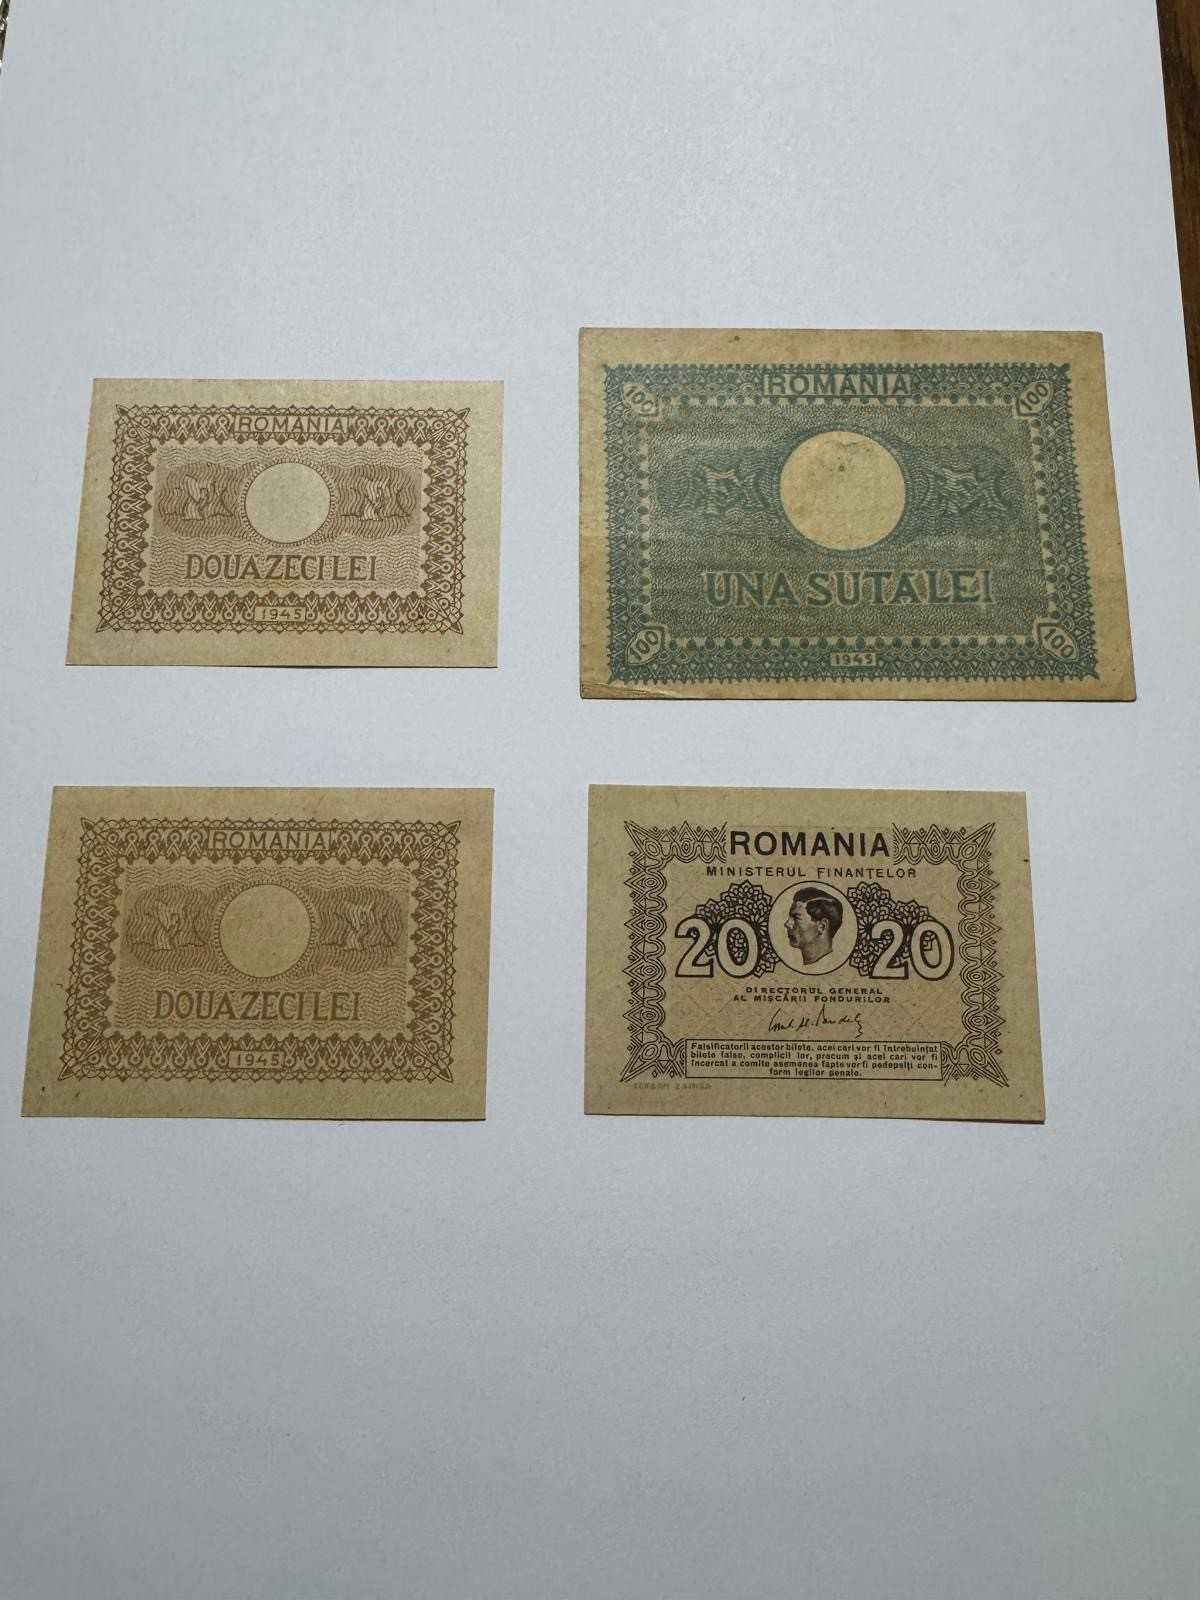 ROMANIA
DOUAZECI LEI
1945
100
ROMANIA
100
UNA SUTA LEI
100
1945
100
ROMANIA
DOUAZECI LEI
1945
ROMANIA
MINISTERUL FINANȚELOR
20 20
DIRECTORUL GENERAL
AL MIȘCĂRII FONDURILOR
Falsificatorii acestor bilete, acei cari vor fi întrebuințat
bilete false, complicii lor, precum și acei cari vor fi
încercat a comite asemenea fapte vor fi pedepsiți con-
form legilor penale.
ȘERBAN ZAINEA